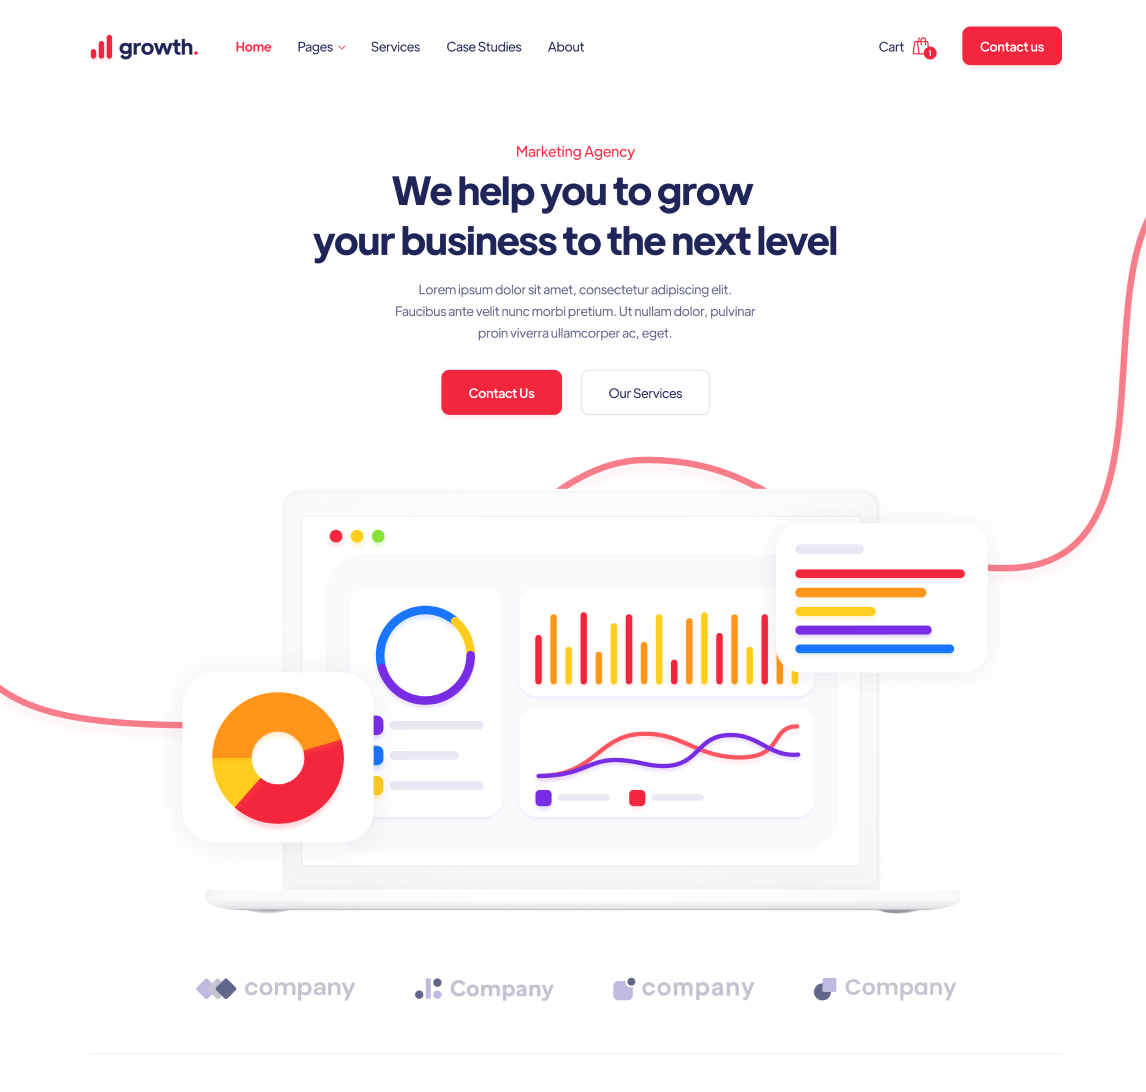 growth.
Home
Pages
Services
Case Studies
About
Cart
1
Contact us
Marketing Agency
We help you to grow
your business to the next level
Lorem ipsum dolor sit amet, consectetur adipiscing elit.
Faucibus ante velit nunc morbi pretium. Ut nullam dolor, pulvinar
proin viverra ullamcorper ac, eget.
Contact Us
Our Services
company
Company
company
Company